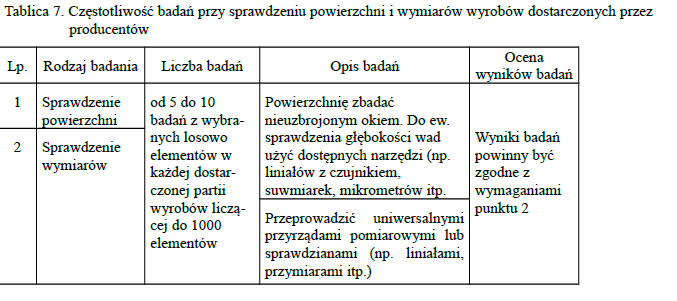 Tablica 7. Częstotliwość badań przy sprawdzeniu powierzchni i wymiarów wyrobów dostarczonych przez
producentów
Lp.
Rodzaj badania
Liczba badań
Opis badań
Ocena
wyników badań
1
Sprawdzenie
powierzchni
2
Sprawdzenie
wymiarów
od 5 do 10
badań z wybra-
nych losowo
elementów w
każdej dostar-
czonej partii
wyrobów liczą-
cej do 1000
elementów
Powierzchnię zbadać
nieuzbrojonym okiem. Do ew.
sprawdzenia głębokości wad
użyć dostępnych narzędzi (np.
liniałów z czujnikiem,
suwmiarek, mikrometrów itp.
Przeprowadzić uniwersalnymi
przyrządami pomiarowymi lub
sprawdzianami (np. liniałami,
przymiarami itp.)
Wyniki badań
powinny być
zgodne z
wymaganiami
punktu 2